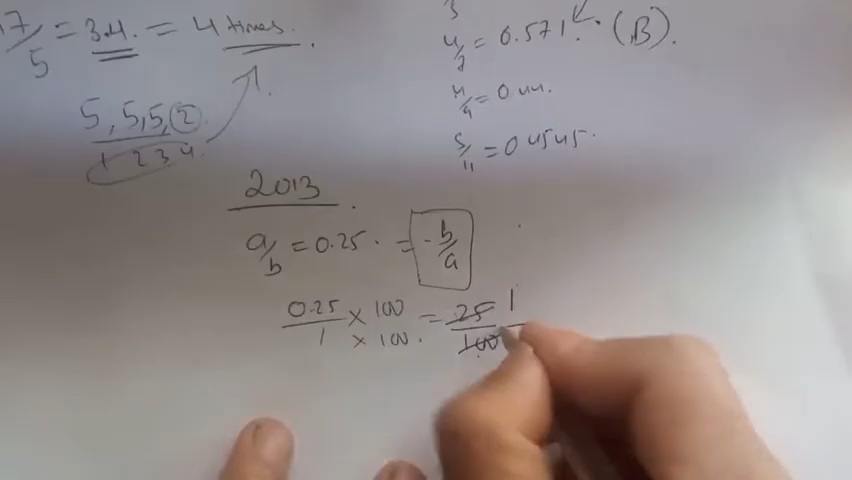 17/5 = 3.4. = 4 times.
5, 5, 5, 2
1 2 3 4
3
4/7 = 0.571. (B).
4/9 = 0.44.
5/11 = 0.4545.
2013
a/b = 0.25. = - b/a
0.25/1 × 100 × 100. = 25/100 1